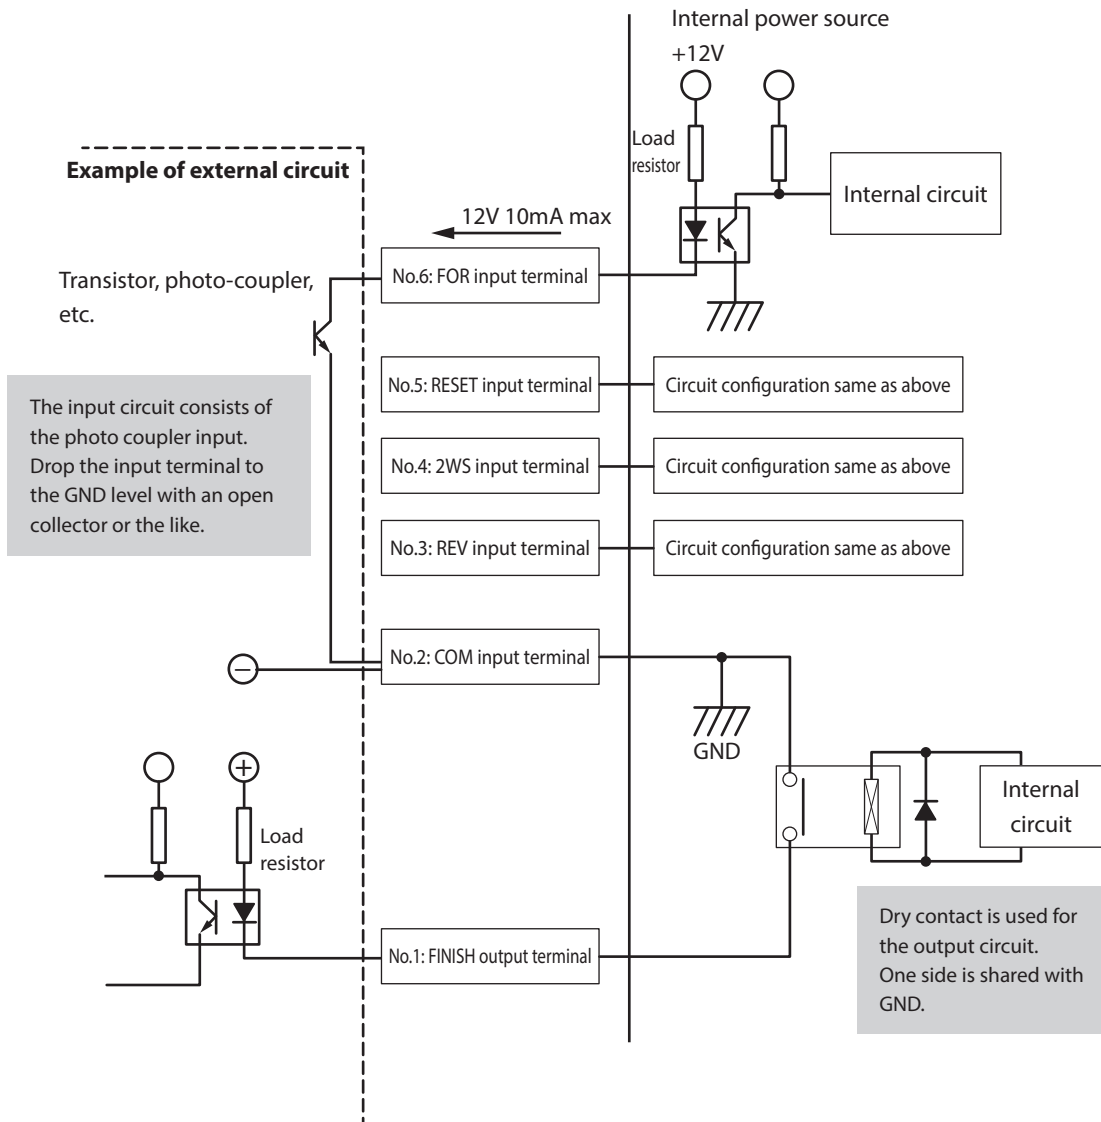 Internal power source
+12V
Load
resistor
Internal circuit
Example of external circuit
12V 10mA max
No.6: FOR input terminal
Transistor, photo-coupler,
etc.
The input circuit consists of
the photo coupler input.
Drop the input terminal to
the GND level with an open
collector or the like.
No.5: RESET input terminal
Circuit configuration same as above
No.4: 2WS input terminal
Circuit configuration same as above
No.3: REV input terminal
Circuit configuration same as above
No.2: COM input terminal
−
GND
+
Load
resistor
Internal
circuit
Dry contact is used for
the output circuit.
One side is shared with
GND.
No.1: FINISH output terminal